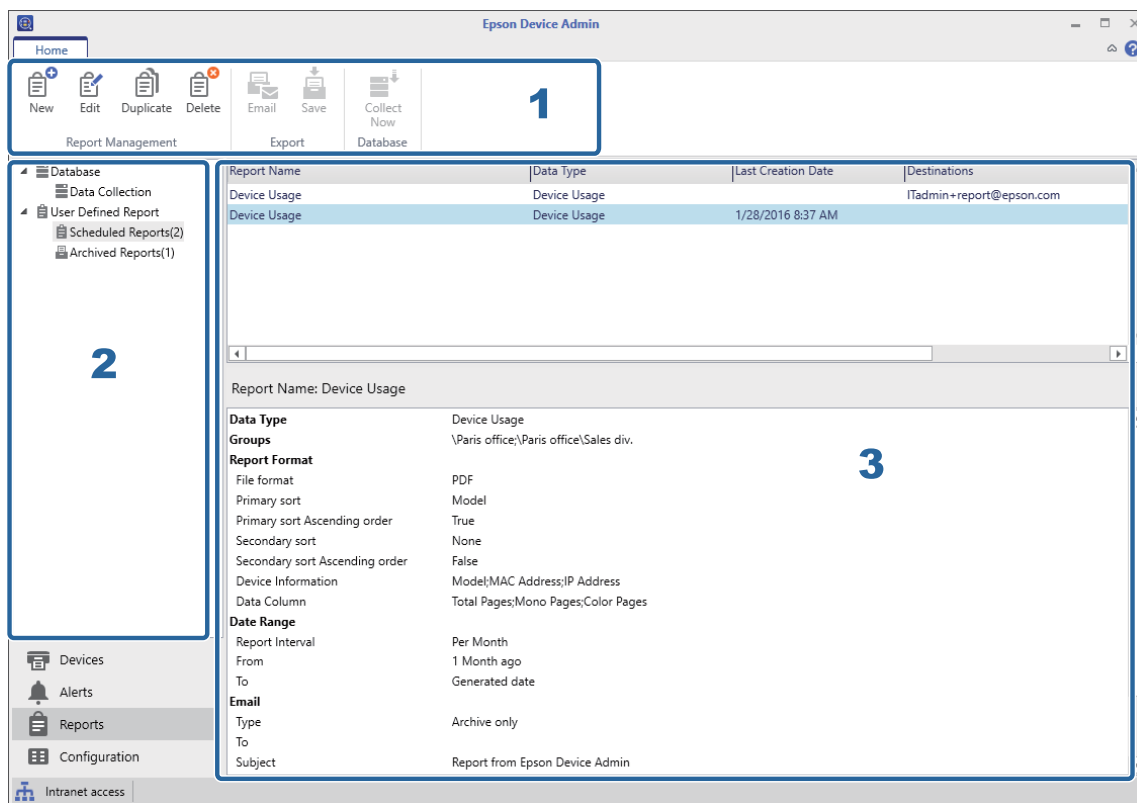 Epson Device Admin
Home
New Edit Duplicate Delete Email Save Collect Now
Report Management Export Database
1
Database
Data Collection
User Defined Report
Scheduled Reports(2)
Archived Reports(1)
2
Devices
Alerts
Reports
Configuration
Report Name Data Type Last Creation Date Destinations
Device Usage Device Usage ITadmin+report@epson.com
Device Usage Device Usage 1/28/2016 8:37 AM
Report Name: Device Usage
Data Type Device Usage
Groups \Paris office;\Paris office\Sales div.
3
Report Format
File format PDF
Primary sort Model
Primary sort Ascending order True
Secondary sort None
Secondary sort Ascending order False
Device Information Model;MAC Address;IP Address
Data Column Total Pages;Mono Pages;Color Pages
Date Range
Report Interval Per Month
From 1 Month ago
To Generated date
Email
Type Archive only
To
Subject Report from Epson Device Admin
Intranet access